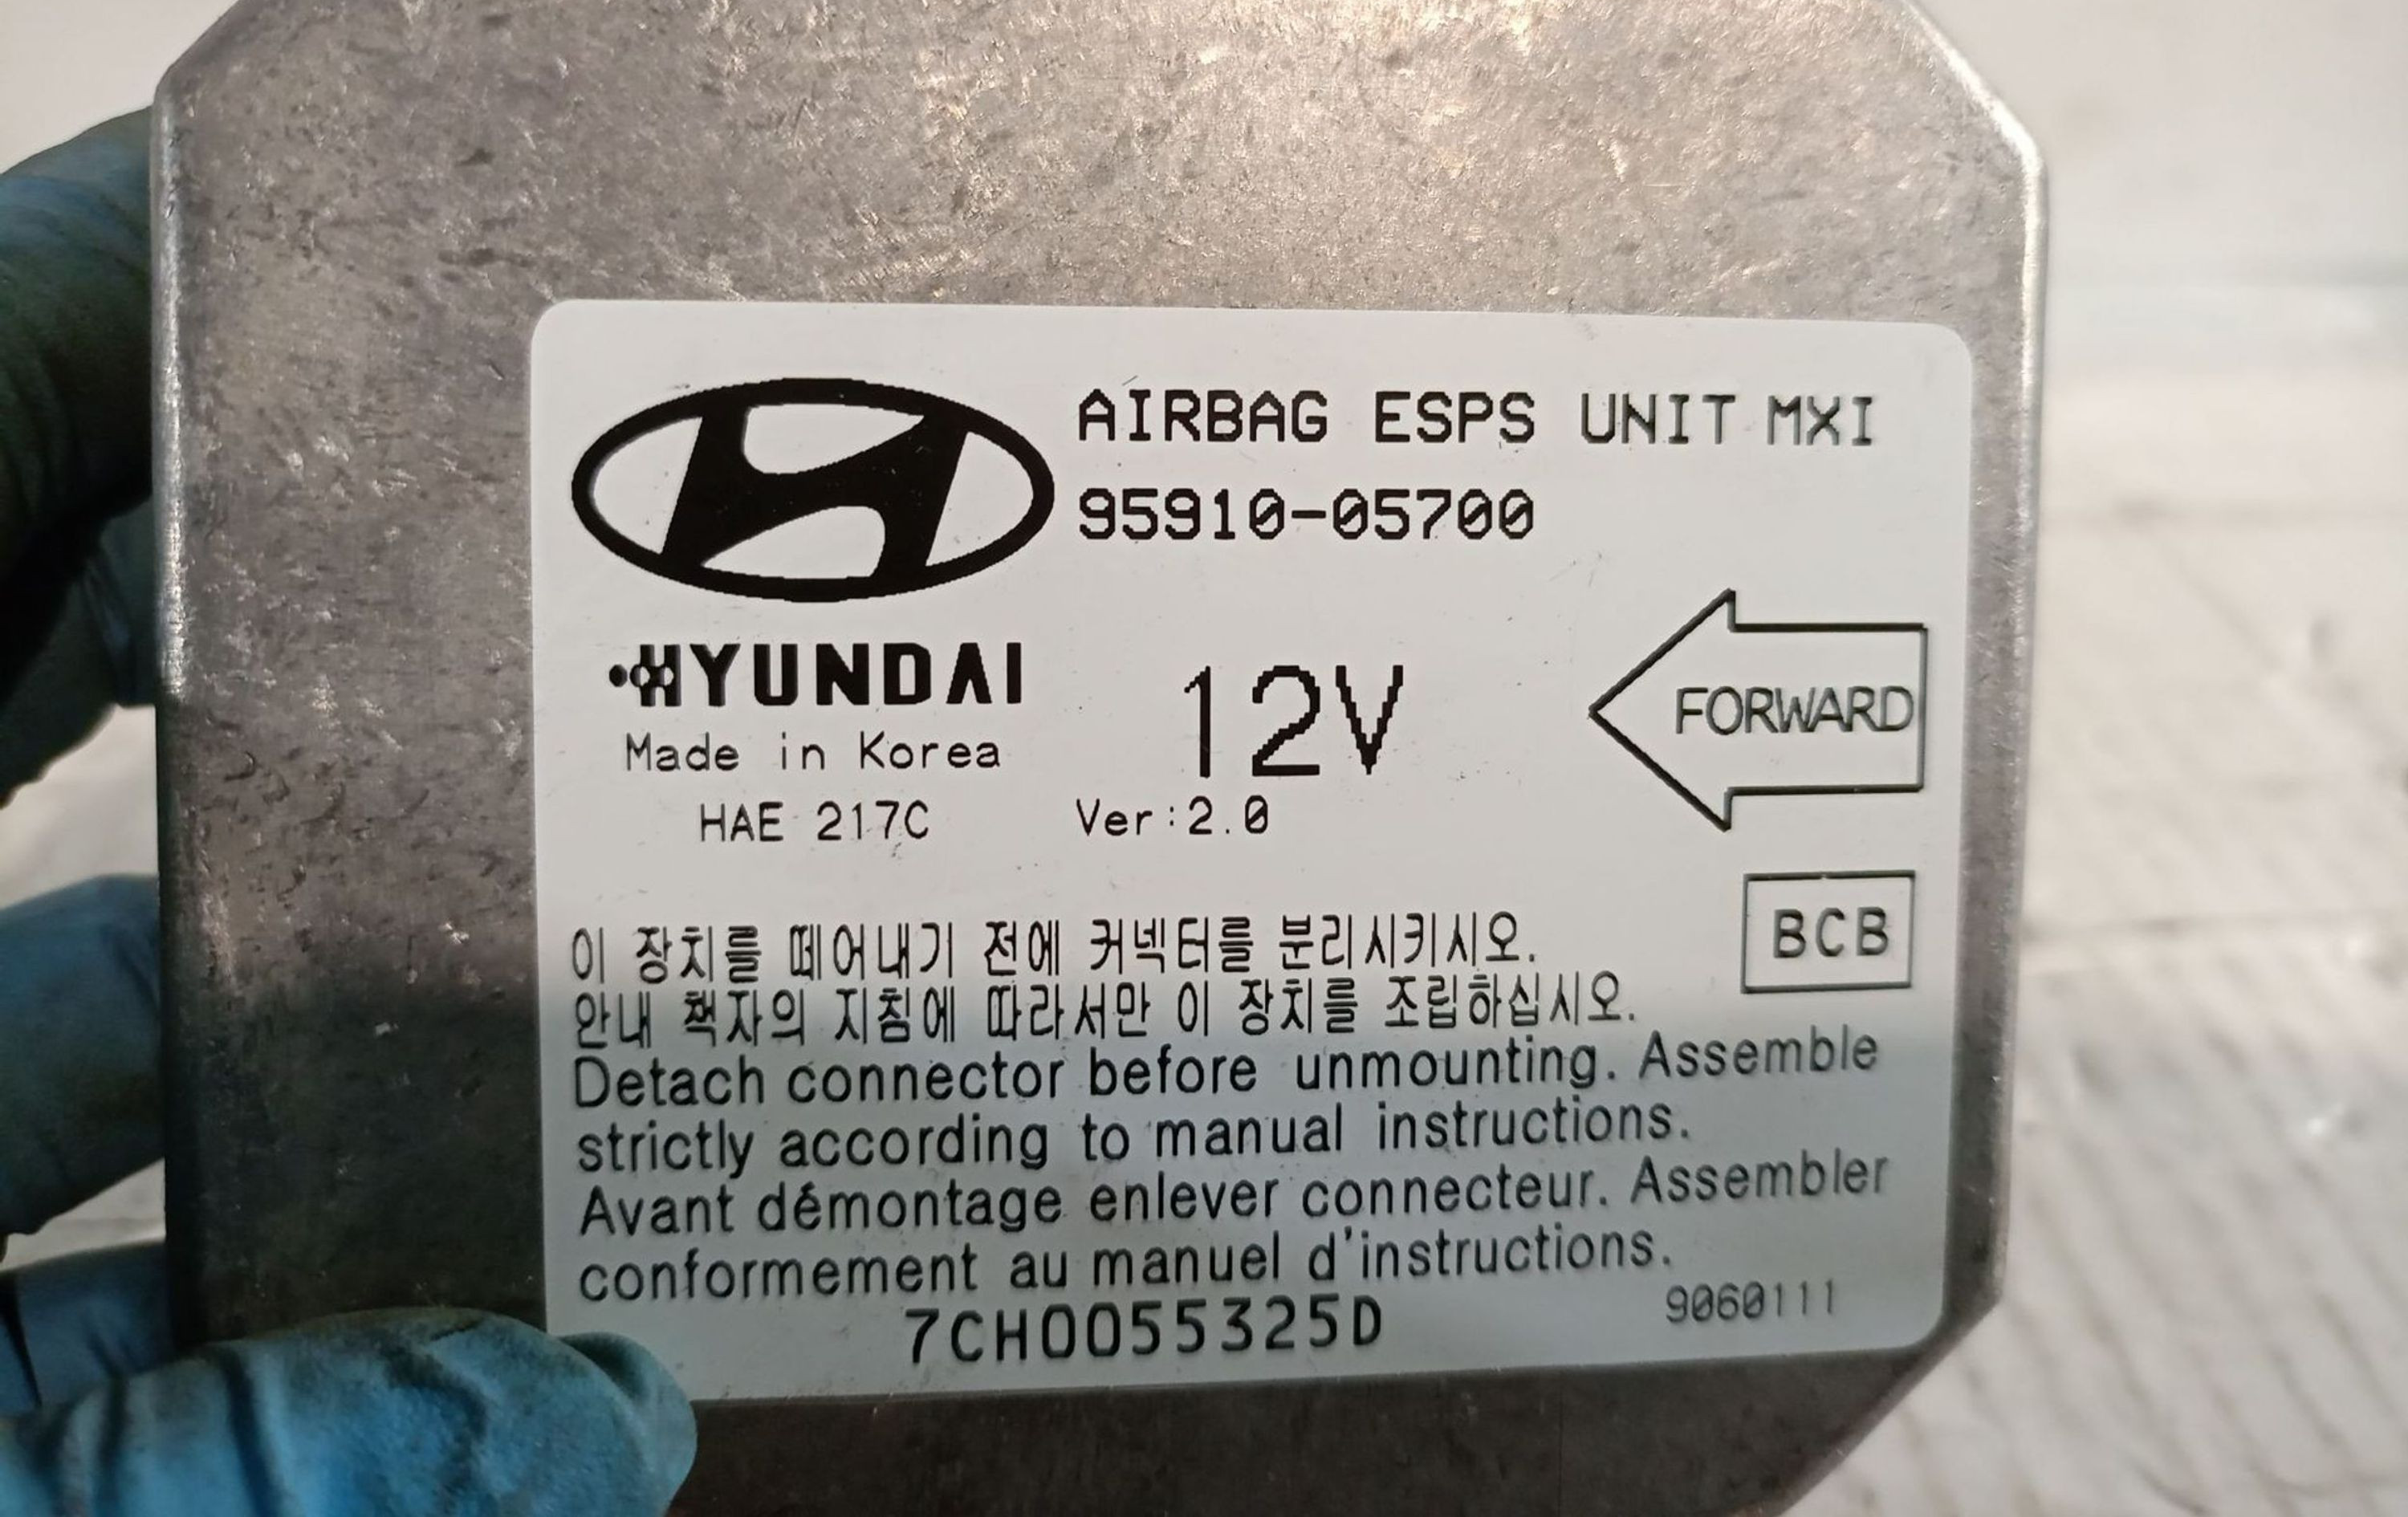 AIRBAG ESPS UNIT MXI
95910-05700
HYUNDAI
Made in Korea
12V
FORWARD
HAE 217C
Ver:2.0
BCB
이 장치를 떼어내기 전에 커넥터를 분리시키시오.
안내 책자의 지침에 따라서만 이 장치를 조립하십시오.
Detach connector before unmounting. Assemble
strictly according to manual instructions.
Avant démontage enlever connecteur. Assembler
conformement au manuel d'instructions.
9060111
7CH0055325D